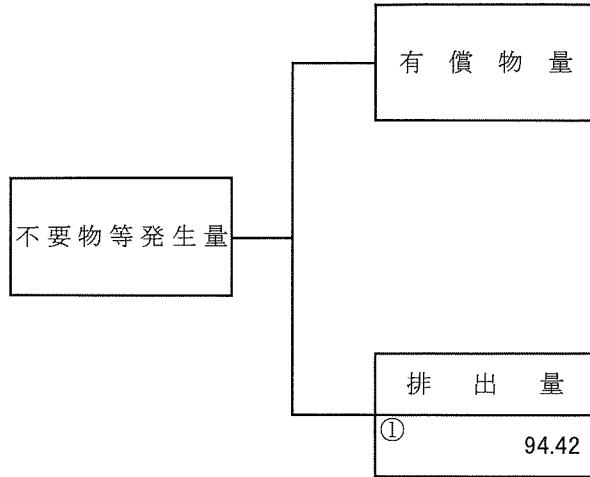 有償物量
不要物等発生量
排出量
①
94.42